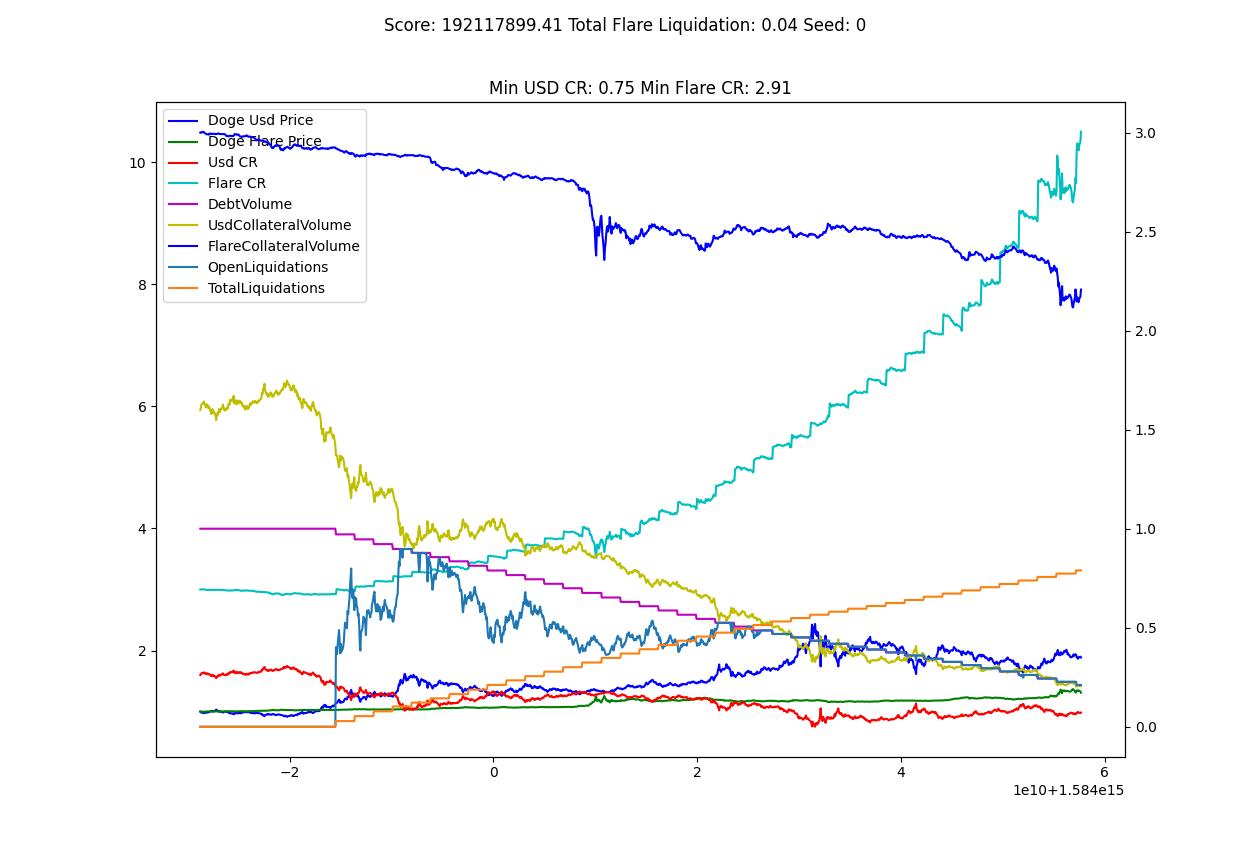 Score: 192117899.41 Total Flare Liquidation: 0.04 Seed: 0
Min USD CR: 0.75 Min Flare CR: 2.91
Doge Usd Price
Doge Flare Price
Usd CR
Flare CR
DebtVolume
UsdCollateralVolume
FlareCollateralVolume
OpenLiquidations
TotalLiquidations
10
8
6
4
2
3.0
2.5
2.0
1.5
1.0
0.5
0.0
−2
0
2
4
6
1e10+1.584e15